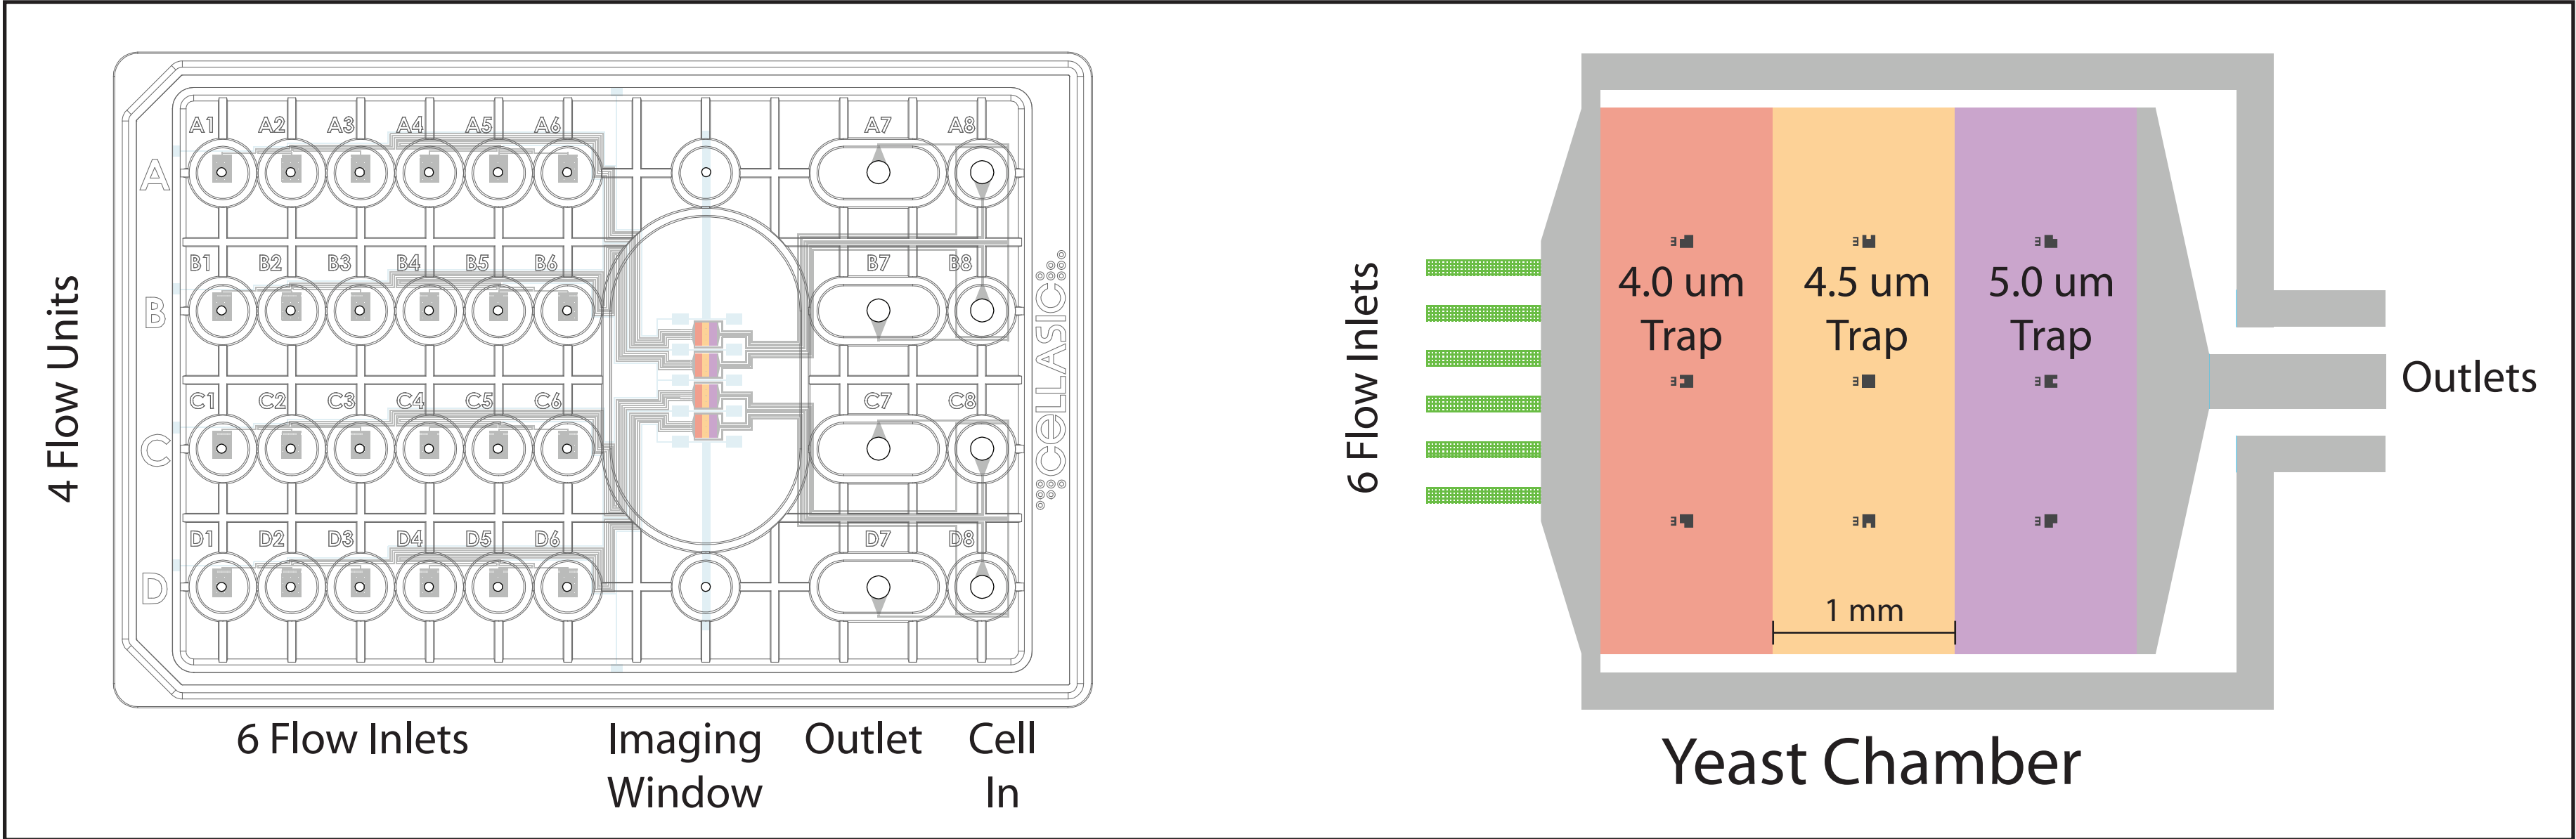 4 Flow Units
A
A1 A2 A3 A4 A5 A6 A7 A8
B
B1 B2 B3 B4 B5 B6 B7 B8
C
C1 C2 C3 C4 C5 C6 C7 C8
D
D1 D2 D3 D4 D5 D6 D7 D8
CELLASIC
6 Flow Inlets
Imaging
Window
Outlet
Cell
In
6 Flow Inlets
4.0 um
Trap
4.5 um
Trap
5.0 um
Trap
1 mm
Outlets
Yeast Chamber